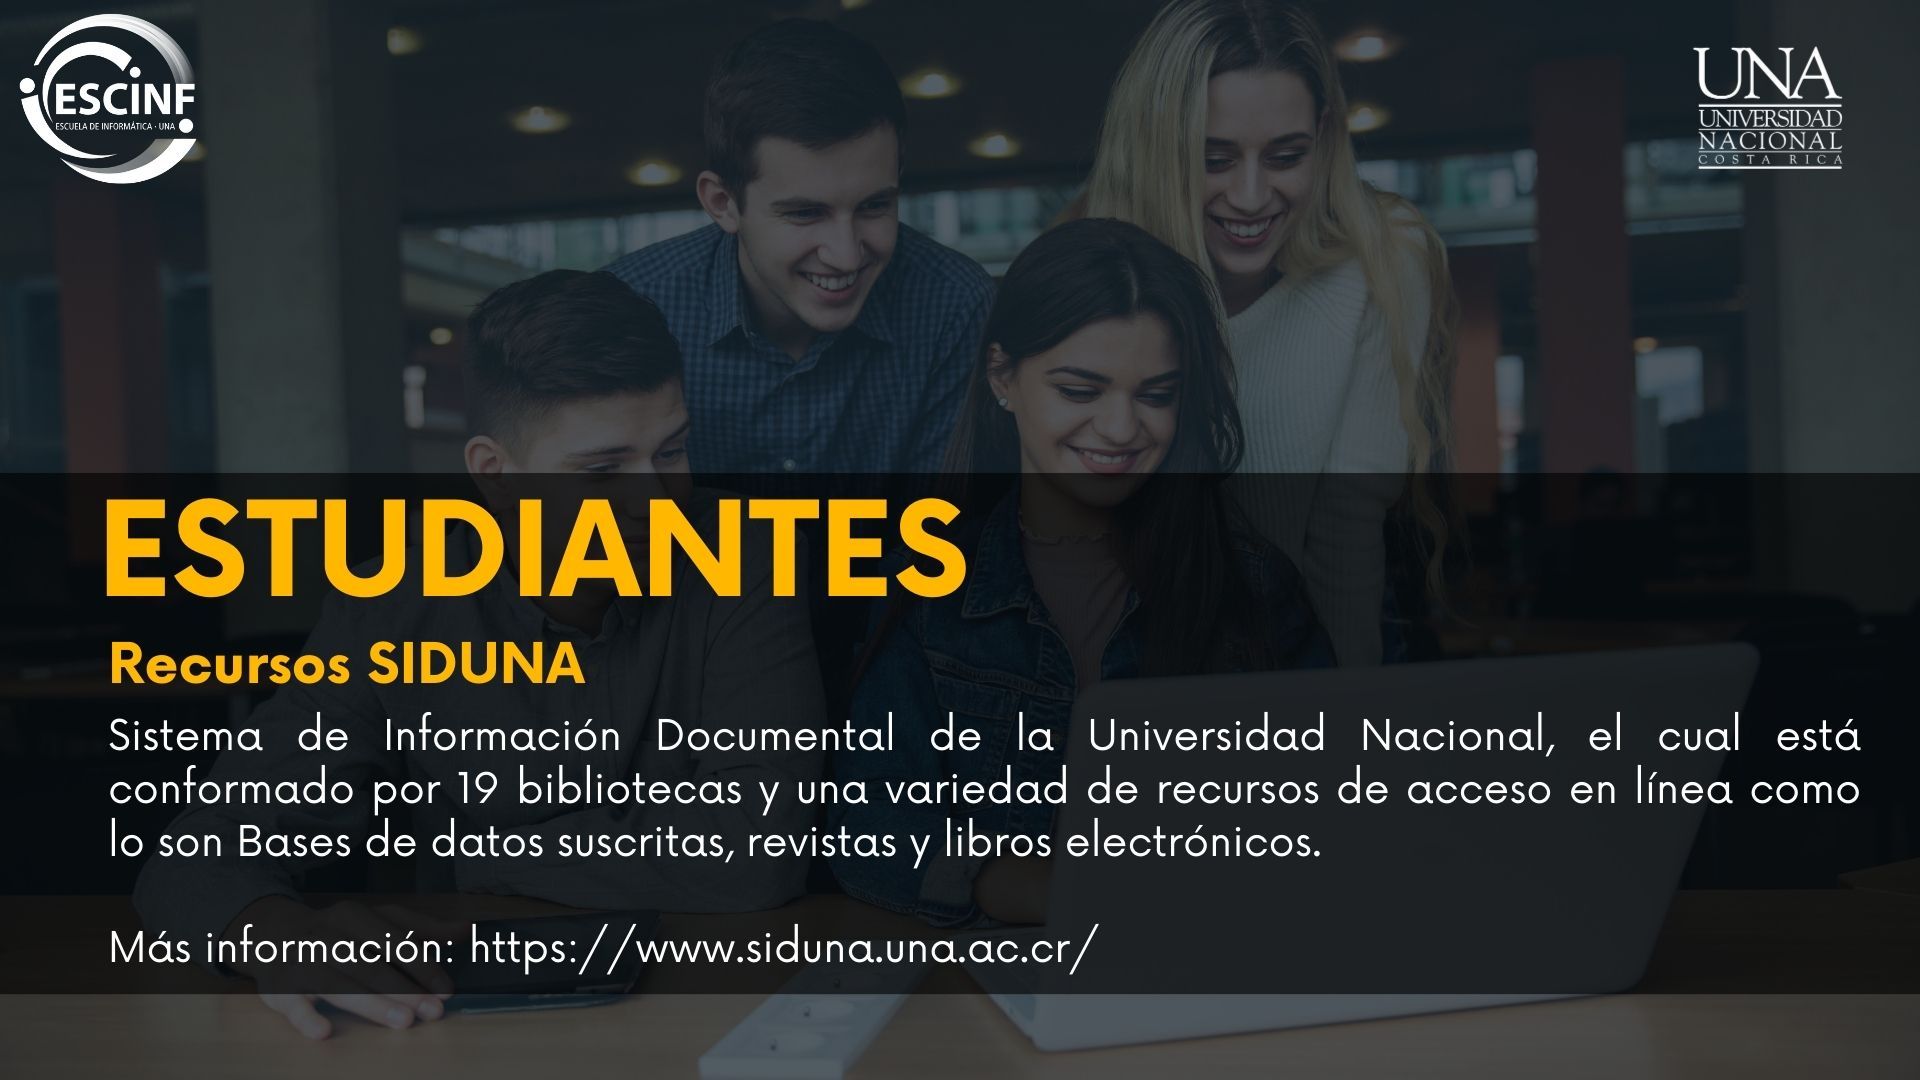 ESCINF
ESCUELA DE INFORMÁTICA · UNA
UNA
UNIVERSIDAD
NACIONAL
COSTA RICA
ESTUDIANTES
Recursos SIDUNA
Sistema de Información Documental de la Universidad Nacional, el cual está
conformado por 19 bibliotecas y una variedad de recursos de acceso en línea como
lo son Bases de datos suscritas, revistas y libros electrónicos.
Más información: https://www.siduna.una.ac.cr/